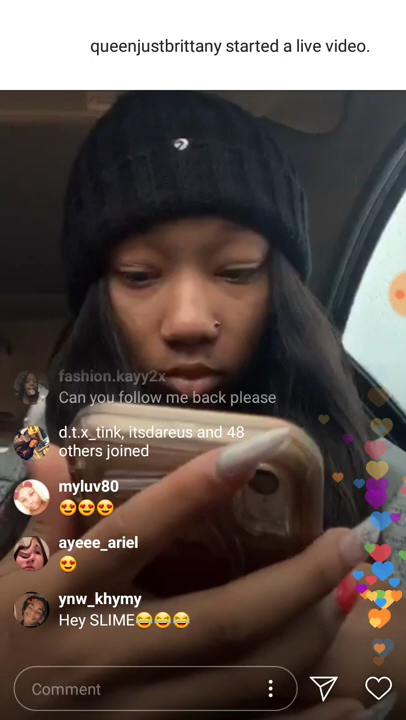 queenjustbrittany started a live video.
fashion.kayy2x
Can you follow me back please
d.t.x_tink, itsdareus and 48
others joined
myluv80
😍😍😍
ayeee_ariel
😍
ynw_khymy
Hey SLIME😂😂😂
Comment